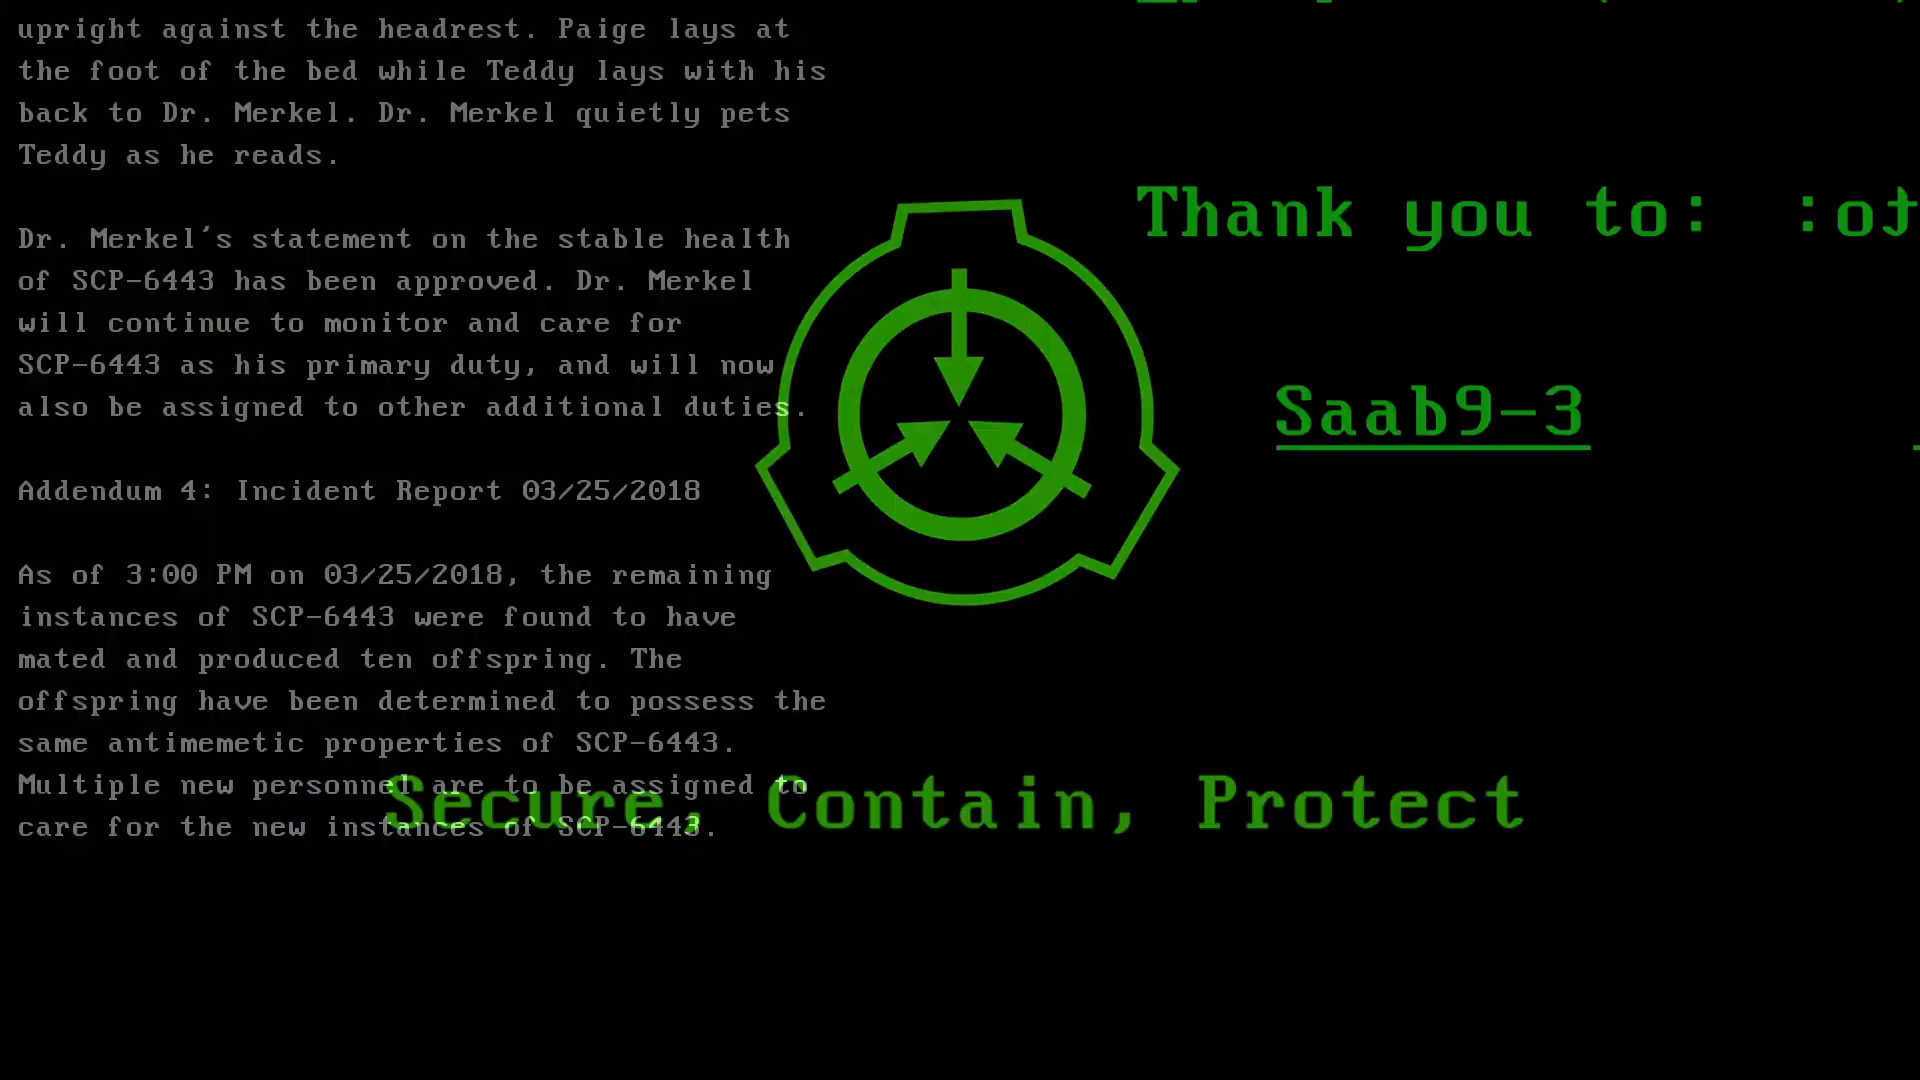 upright against the headrest. Paige lays at
the foot of the bed while Teddy lays with his
back to Dr. Merkel. Dr. Merkel quietly pets
Teddy as he reads.
Dr. Merkel's statement on the stable health
of SCP-6443 has been approved. Dr. Merkel
will continue to monitor and care for
SCP-6443 as his primary duty, and will now
also be assigned to other additional duties.
Addendum 4: Incident Report 03/25/2018
As of 3:00 PM on 03/25/2018, the remaining
instances of SCP-6443 were found to have
mated and produced ten offspring. The
offspring have been determined to possess the
same antimemetic properties of SCP-6443.
Multiple new personnel are to be assigned to
care for the new instances of SCP-6443.
Thank you to:
Saab9-3
Secure, Contain, Protect